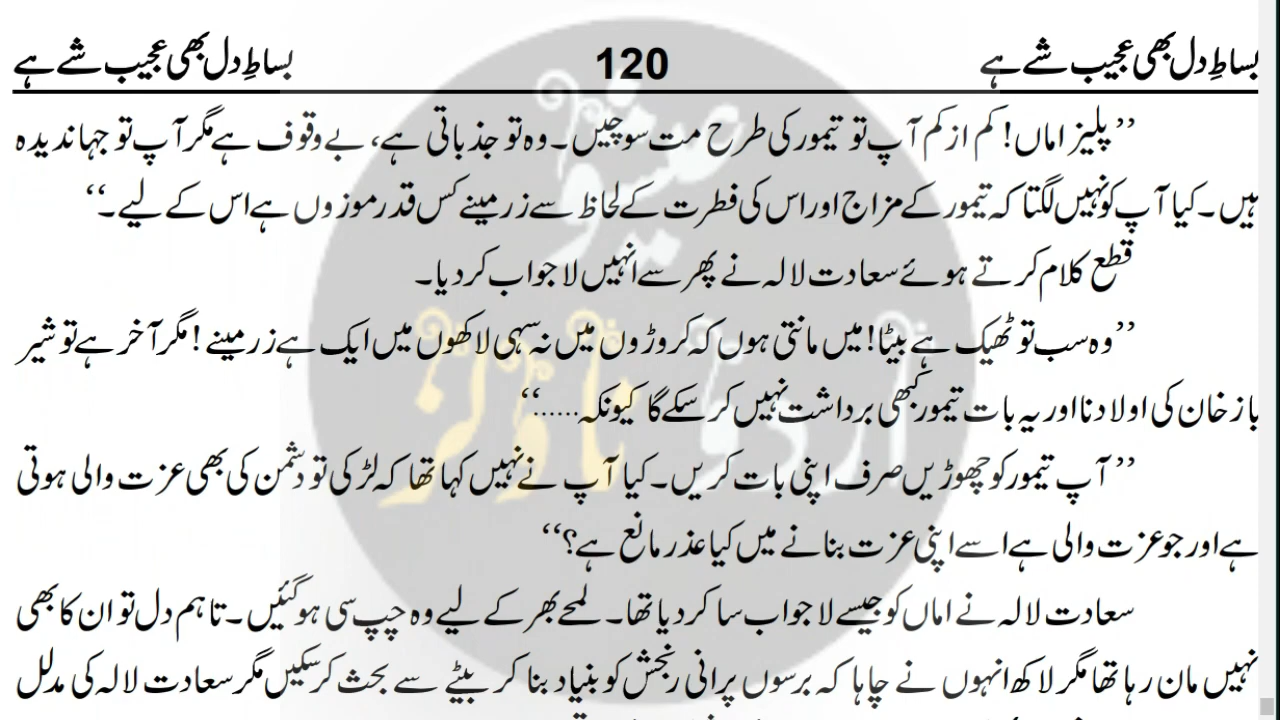 بساطِ دل بھی عجیب شے ہے 120 بساطِ دل بھی عجیب شے ہے
’’پلیز اماں! کم از کم آپ تو تیمور کی طرح مت سوچیں۔ وہ تو جذباتی ہے، بے وقوف ہے مگر آپ تو جہاندیدہ
ہیں۔ کیا آپ کو نہیں لگتا کہ تیمور کے مزاج اور اس کی فطرت کے لحاظ سے زرمینے کس قدر موزوں ہے اس کے لیے۔‘‘
قطع کلام کرتے ہوئے سعادت لالہ نے پھر سے انہیں لاجواب کر دیا۔
’’وہ سب تو ٹھیک ہے بیٹا! میں مانتی ہوں کہ کروڑوں میں نہ سہی لاکھوں میں ایک ہے زرمینے! مگر آخر ہے تو شیر
باز خان کی اولاد نا اور یہ بات تیمور کبھی برداشت نہیں کر سکے گا کیونکہ......‘‘
’’آپ تیمور کو چھوڑیں صرف اپنی بات کریں۔ کیا آپ نے نہیں کہا تھا کہ لڑکی تو دشمن کی بھی عزت والی ہوتی
ہے اور جو عزت والی ہے اسے اپنی عزت بنانے میں کیا عذر مانع ہے؟‘‘
سعادت لالہ نے اماں کو جیسے لاجواب سا کر دیا تھا۔ لمحے بھر کے لیے وہ چپ سی ہو گئیں۔ تاہم دل تو ان کا بھی
نہیں مان رہا تھا مگر لاکھ انہوں نے چاہا کہ برسوں پرانی رنجش کو بنیاد بنا کر بیٹے سے بحث کر سکیں مگر سعادت لالہ کی مدلل
اردو ناولز